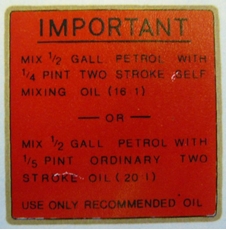 IMPORTANT
MIX 1/2 GALL PETROL WITH
1/4 PINT TWO STROKE SELF
MIXING OIL (16 1)
— OR —
MIX 1/2 GALL PETROL WITH
1/5 PINT ORDINARY TWO
STROKE OIL (20 1)
USE ONLY RECOMMENDED OIL